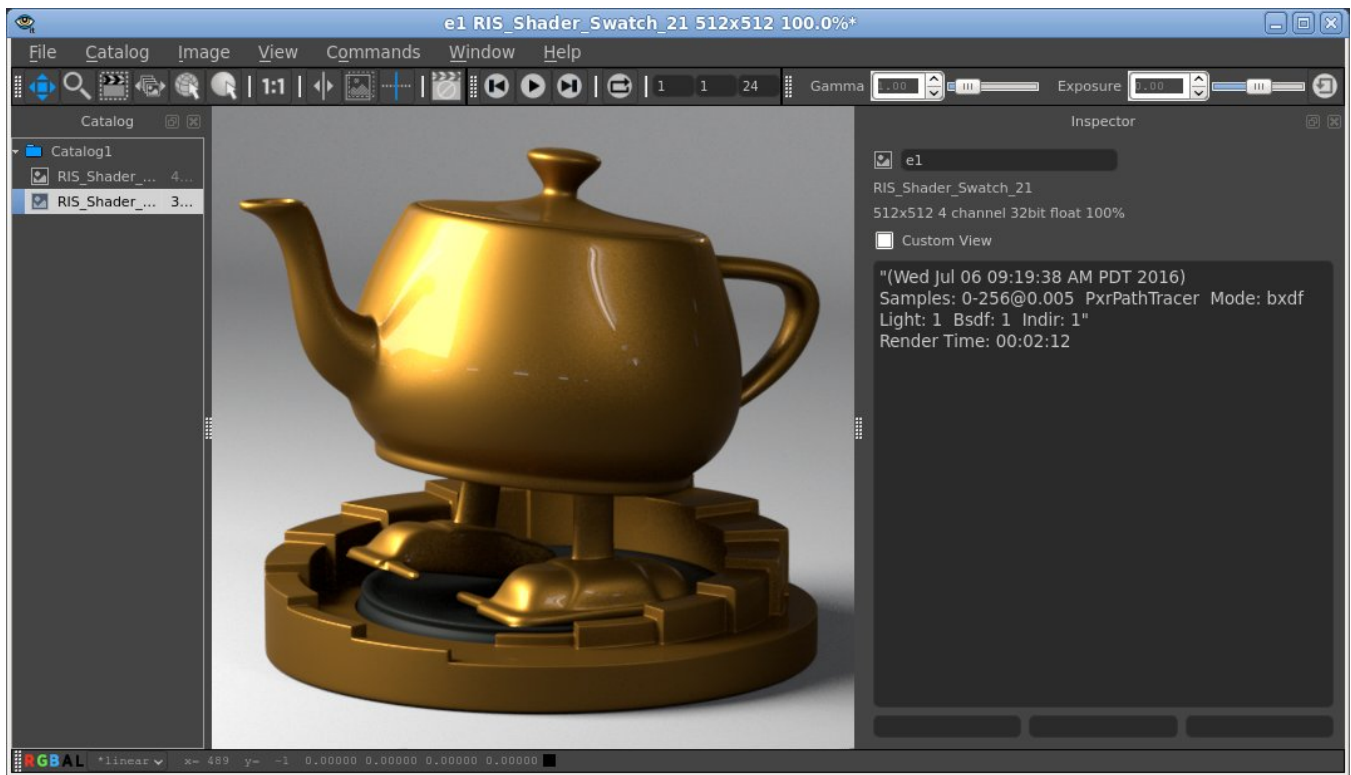 e1 RIS_Shader_Swatch_21 512x512 100.0%*
File Catalog Image View Commands Window Help
1:1 1 1 24 Gamma 1.00 Exposure 0.00
Catalog
Inspector
Catalog1
RIS_Shader_... 4...
RIS_Shader_... 3...
e1
RIS_Shader_Swatch_21
512x512 4 channel 32bit float 100%
Custom View
"(Wed Jul 06 09:19:38 AM PDT 2016)
Samples: 0-256@0.005 PxrPathTracer Mode: bxdf
Light: 1 Bsdf: 1 Indir: 1"
Render Time: 00:02:12
RGBAL *linear x= 489 y= -1 0.00000 0.00000 0.00000 0.00000